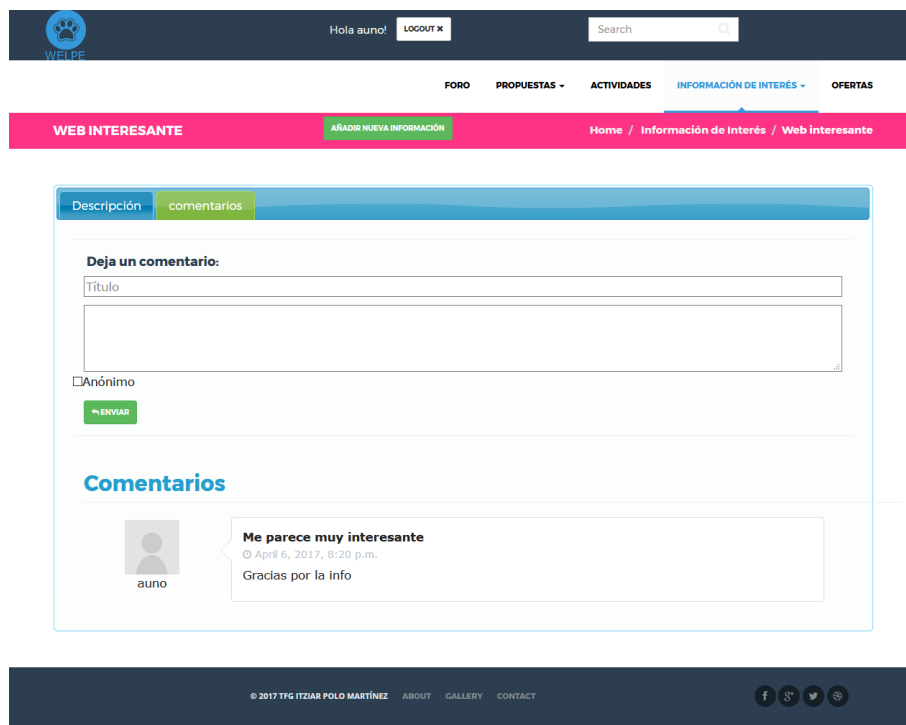 WELPE
Hola auno! LOGOUT ✖ Search
FORO PROPUESTAS ACTIVIDADES INFORMACIÓN DE INTERÉS OFERTAS
WEB INTERESANTE AÑADIR NUEVA INFORMACIÓN Home / Información de Interés / Web interesante
Descripción comentarios
Deja un comentario:
Título
Anónimo
ENVIAR
Comentarios
Me parece muy interesante
April 6, 2017, 8:20 p.m.
Gracias por la info
auno
© 2017 TFG ITZIAR POLO MARTÍNEZ ABOUT GALLERY CONTACT